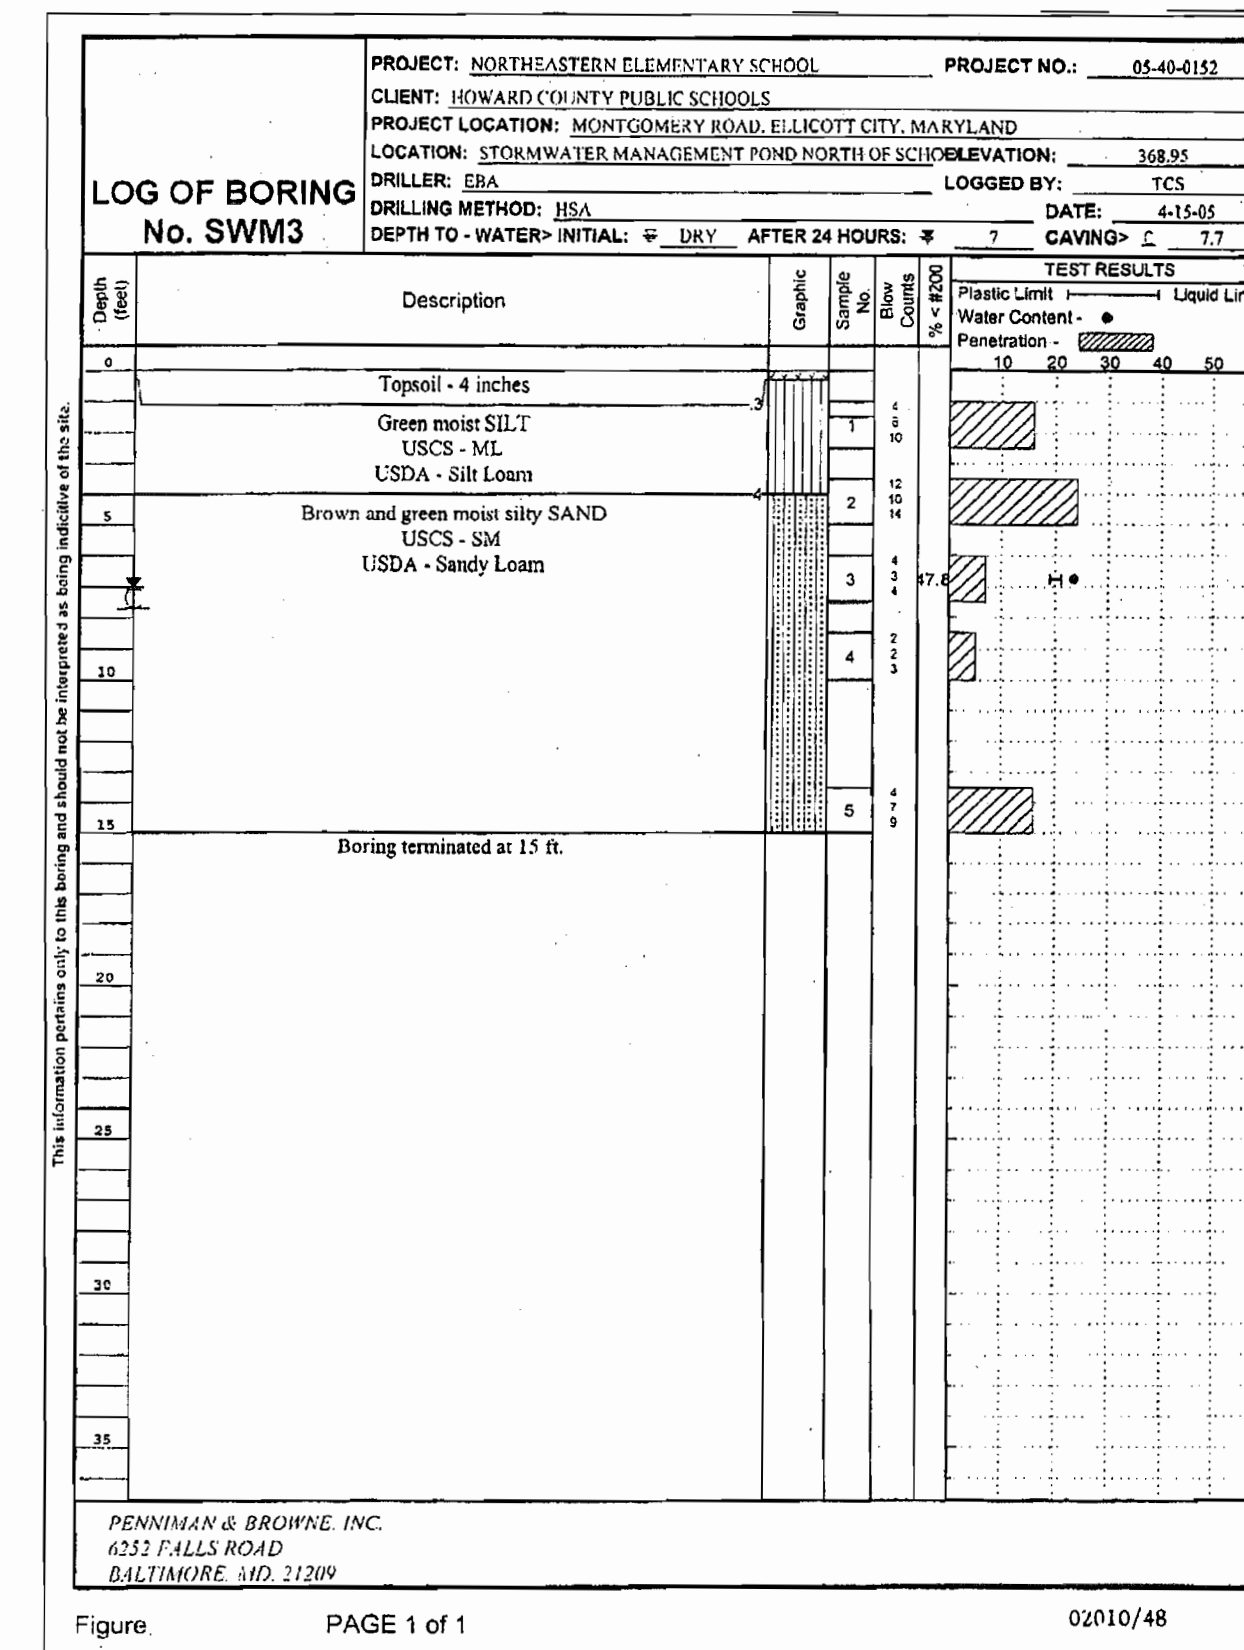 PROJECT: NORTHEASTERN ELEMENTARY SCHOOL PROJECT NO.: 05-40-0152
CLIENT: HOWARD COUNTY PUBLIC SCHOOLS
PROJECT LOCATION: MONTGOMERY ROAD, ELLICOTT CITY, MARYLAND
LOCATION: STORMWATER MANAGEMENT POND NORTH OF SCHOOL ELEVATION: 368.95
DRILLER: EBA LOGGED BY: TCS
DRILLING METHOD: HSA DATE: 4-15-05
DEPTH TO - WATER> INITIAL: DRY AFTER 24 HOURS: 7 CAVING> C 7.7
LOG OF BORING
No. SWM3
Depth (feet)
Description
Graphic
Sample No.
Blow Counts
% < #200
TEST RESULTS
Plastic Limit Liquid Lim
Water Content -
Penetration -
10 20 30 40 50
0
Topsoil - 4 inches
.3
Green moist SILT
USCS - ML
USDA - Silt Loam
1
4
10
4
Brown and green moist silty SAND
USCS - SM
USDA - Sandy Loam
5
2
12
10
14
3
4
3
4
47.8
4
2
2
3
10
5
4
7
9
15
Boring terminated at 15 ft.
20
25
30
35
This information pertains only to this boring and should not be interpreted as being indicitive of the site.
PENNIMAN & BROWNE, INC.
6252 FALLS ROAD
BALTIMORE, MD. 21209
Figure. PAGE 1 of 1
02010/48